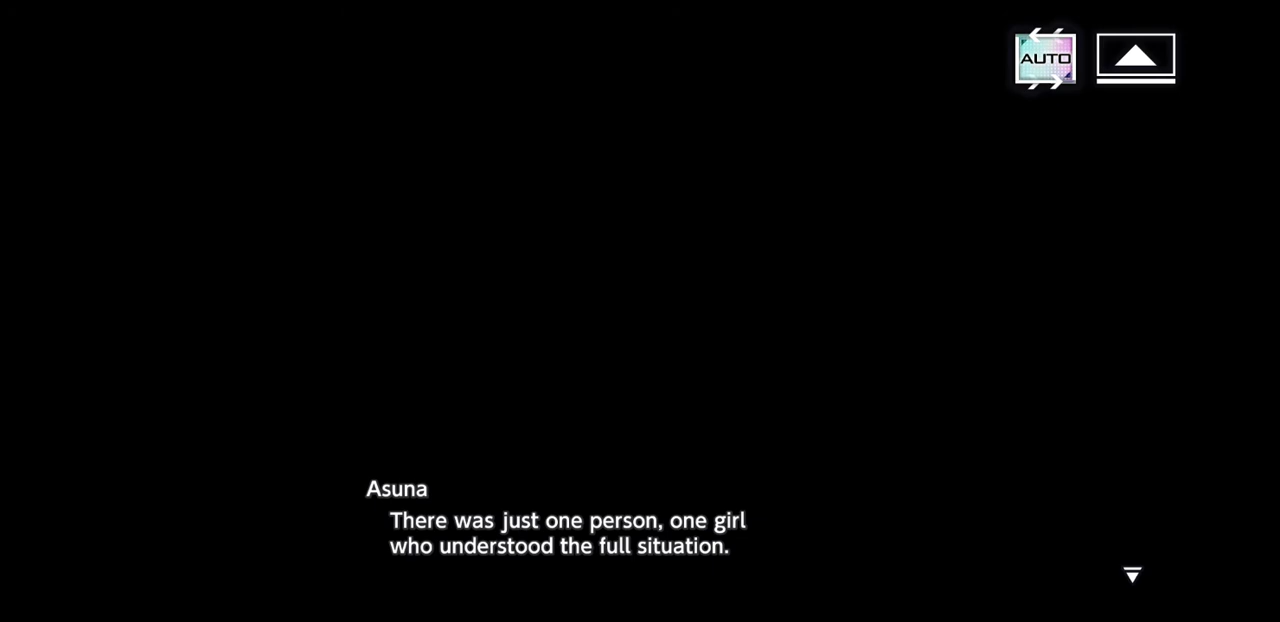 AUTO
Asuna
There was just one person, one girl
who understood the full situation.